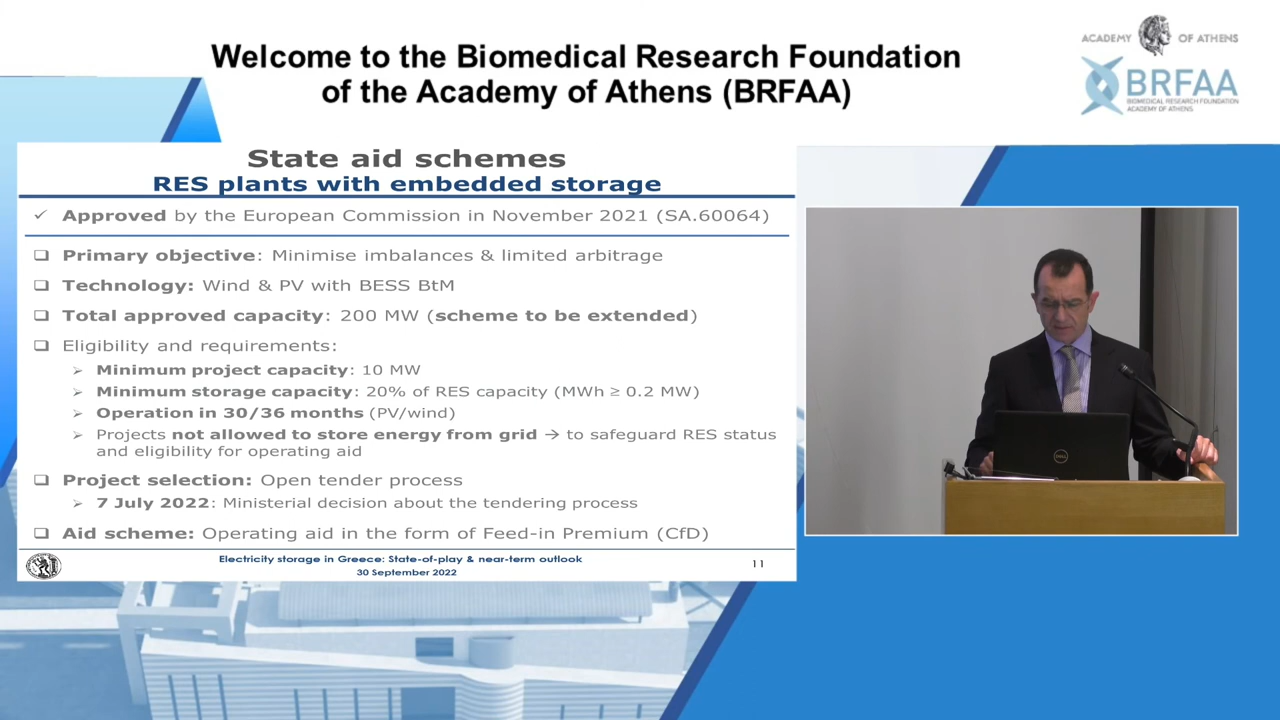 Welcome to the Biomedical Research Foundation
of the Academy of Athens (BRFAA)
ACADEMY OF ATHENS
BRFAA
BIOMEDICAL RESEARCH FOUNDATION
ACADEMY OF ATHENS
State aid schemes
RES plants with embedded storage
✓ Approved by the European Commission in November 2021 (SA.60064)
❑ Primary objective: Minimise imbalances & limited arbitrage
❑ Technology: Wind & PV with BESS BtM
❑ Total approved capacity: 200 MW (scheme to be extended)
❑ Eligibility and requirements:
➢ Minimum project capacity: 10 MW
➢ Minimum storage capacity: 20% of RES capacity (MWh ≥ 0.2 MW)
➢ Operation in 30/36 months (PV/wind)
➢ Projects not allowed to store energy from grid → to safeguard RES status
and eligibility for operating aid
❑ Project selection: Open tender process
➢ 7 July 2022: Ministerial decision about the tendering process
❑ Aid scheme: Operating aid in the form of Feed-in Premium (CfD)
Electricity storage in Greece: State-of-play & near-term outlook
30 September 2022
11
DELL